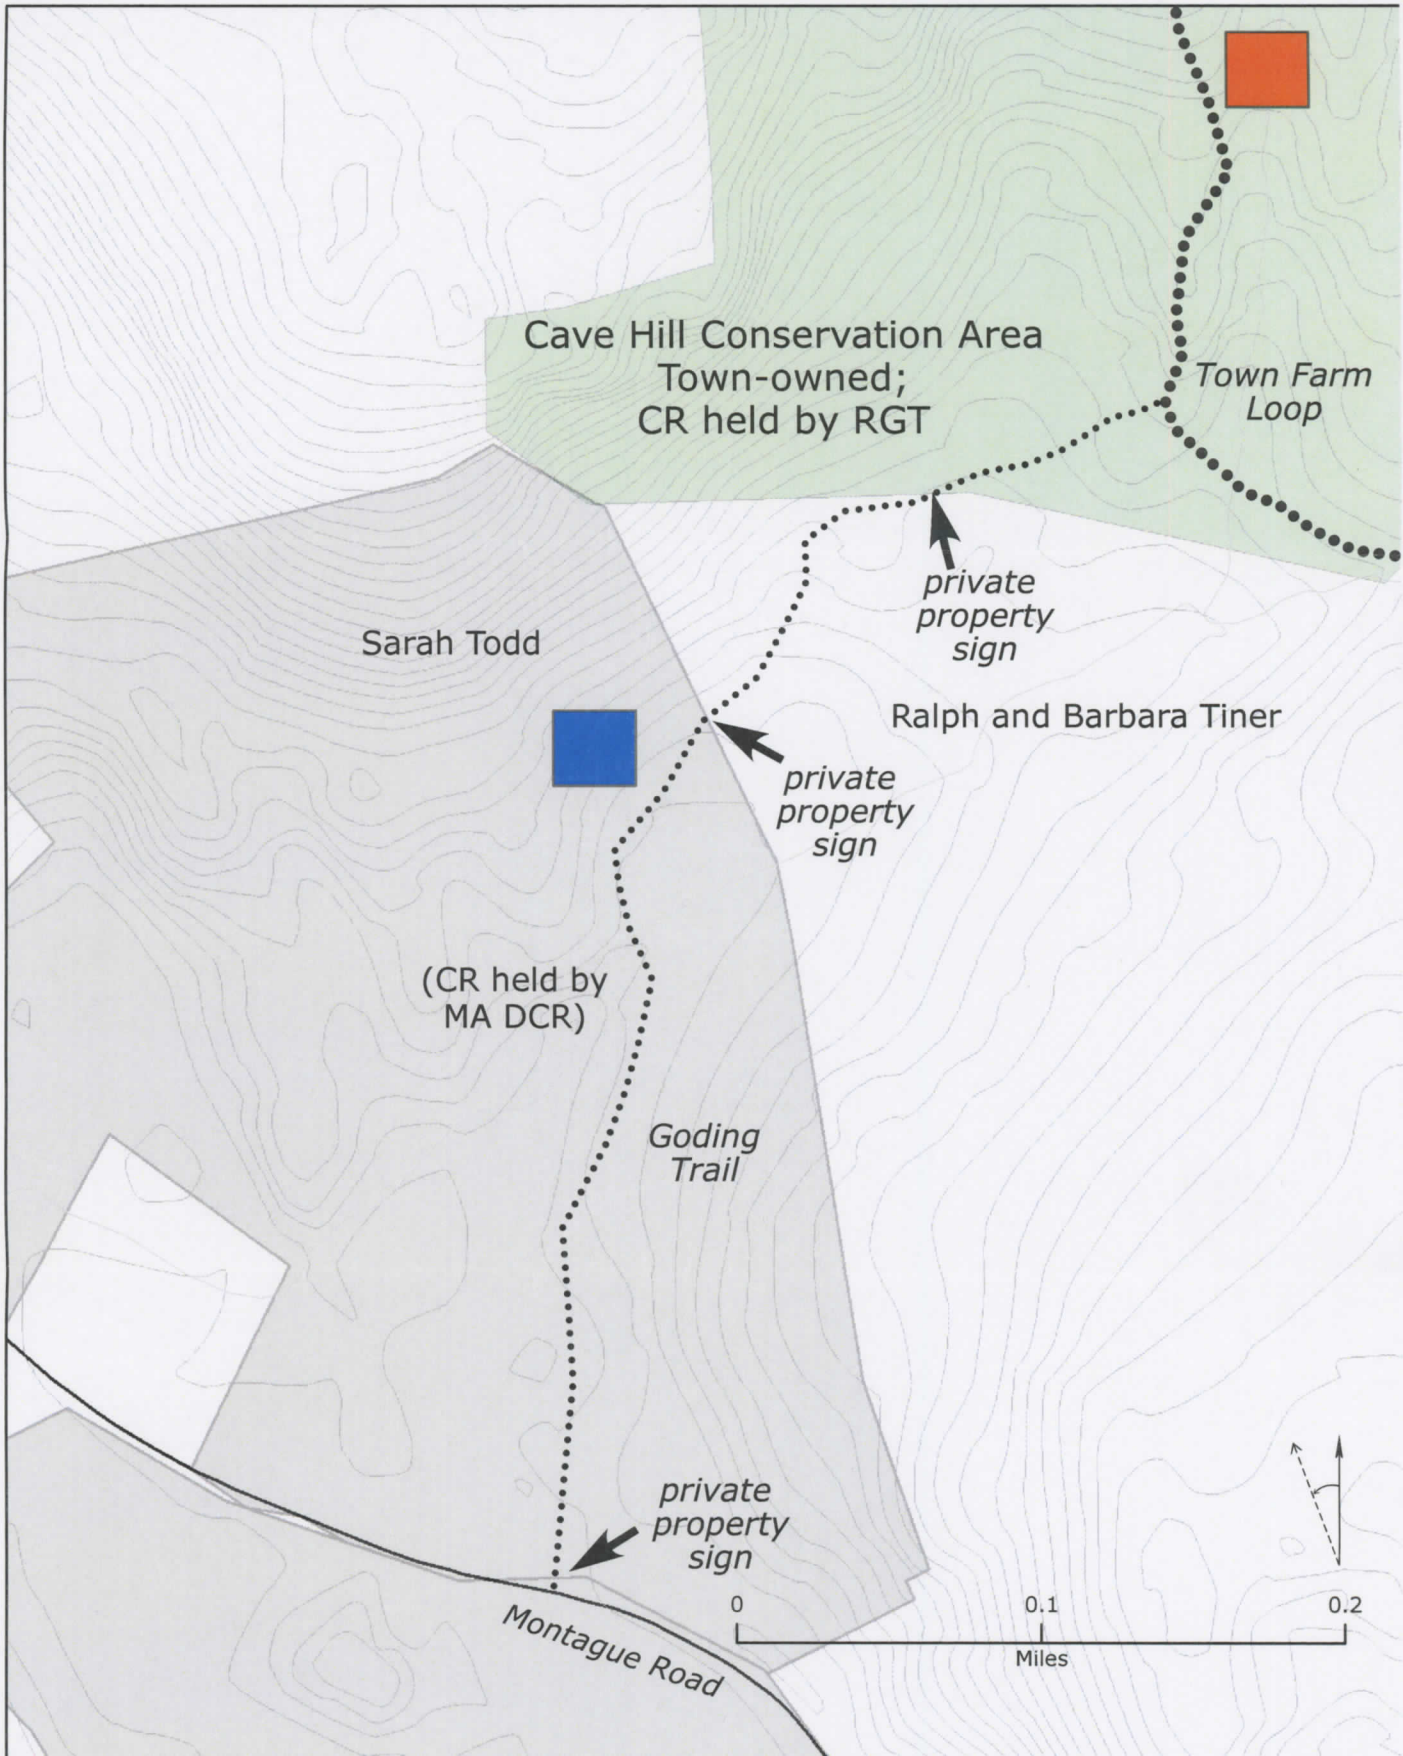 Cave Hill Conservation Area
Town-owned;
CR held by RGT
Town Farm
Loop
private
property
sign
Sarah Todd
Ralph and Barbara Tiner
private
property
sign
(CR held by
MA DCR)
Goding
Trail
private
property
sign
Montague Road
0
0.1
0.2
Miles